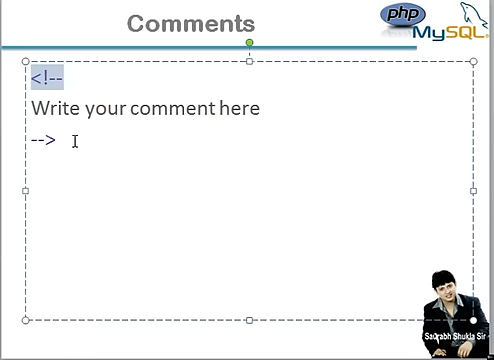 Comments
php
MySQL
<!--
Write your comment here
-->
Saurabh Shukla Sir